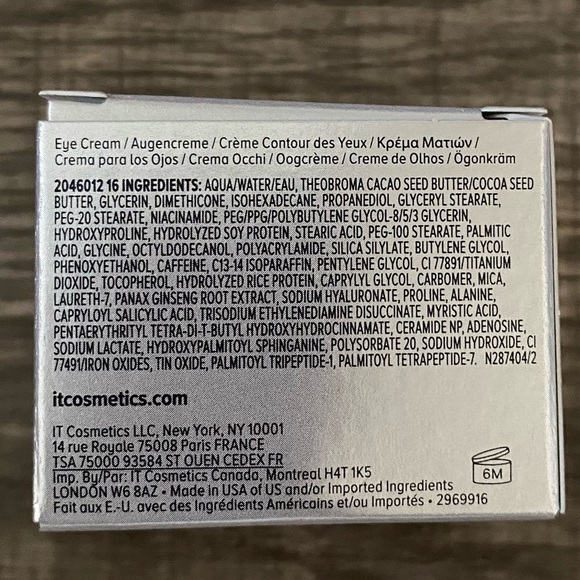 Eye Cream / Augencreme / Crème Contour des Yeux / Κρέμα Ματιών /
Crema para los Ojos / Crema Occhi / Oogcrème / Creme de Olhos / Ögonkräm
2046012 16 INGREDIENTS: AQUA/WATER/EAU, THEOBROMA CACAO SEED BUTTER/COCOA SEED
BUTTER, GLYCERIN, DIMETHICONE, ISOHEXADECANE, PROPANEDIOL, GLYCERYL STEARATE,
PEG-20 STEARATE, NIACINAMIDE, PEG/PPG/POLYBUTYLENE GLYCOL-8/5/3 GLYCERIN,
HYDROXYPROLINE, HYDROLYZED SOY PROTEIN, STEARIC ACID, PEG-100 STEARATE, PALMITIC
ACID, GLYCINE, OCTYLDODECANOL, POLYACRYLAMIDE, SILICA SILYLATE, BUTYLENE GLYCOL,
PHENOXYETHANOL, CAFFEINE, C13-14 ISOPARAFFIN, PENTYLENE GLYCOL, CI 77891/TITANIUM
DIOXIDE, TOCOPHEROL, HYDROLYZED RICE PROTEIN, CAPRYLYL GLYCOL, CARBOMER, MICA,
LAURETH-7, PANAX GINSENG ROOT EXTRACT, SODIUM HYALURONATE, PROLINE, ALANINE,
CAPRYLOYL SALICYLIC ACID, TRISODIUM ETHYLENEDIAMINE DISUCCINATE, MYRISTIC ACID,
PENTAERYTHRITYL TETRA-DI-T-BUTYL HYDROXYHYDROCINNAMATE, CERAMIDE NP, ADENOSINE,
SODIUM LACTATE, HYDROXYPALMITOYL SPHINGANINE, POLYSORBATE 20, SODIUM HYDROXIDE, CI
77491/IRON OXIDES, TIN OXIDE, PALMITOYL TRIPEPTIDE-1, PALMITOYL TETRAPEPTIDE-7. N287404/2
itcosmetics.com
IT Cosmetics LLC, New York, NY 10001
14 rue Royale 75008 Paris FRANCE
TSA 75000 93584 ST OUEN CEDEX FR
Imp. By/Par: IT Cosmetics Canada, Montreal H4T 1K5
LONDON W6 8AZ • Made in USA of US and/or Imported Ingredients
Fait aux E.-U. avec des Ingrédients Américains et/ou Importés • 2969916
6M